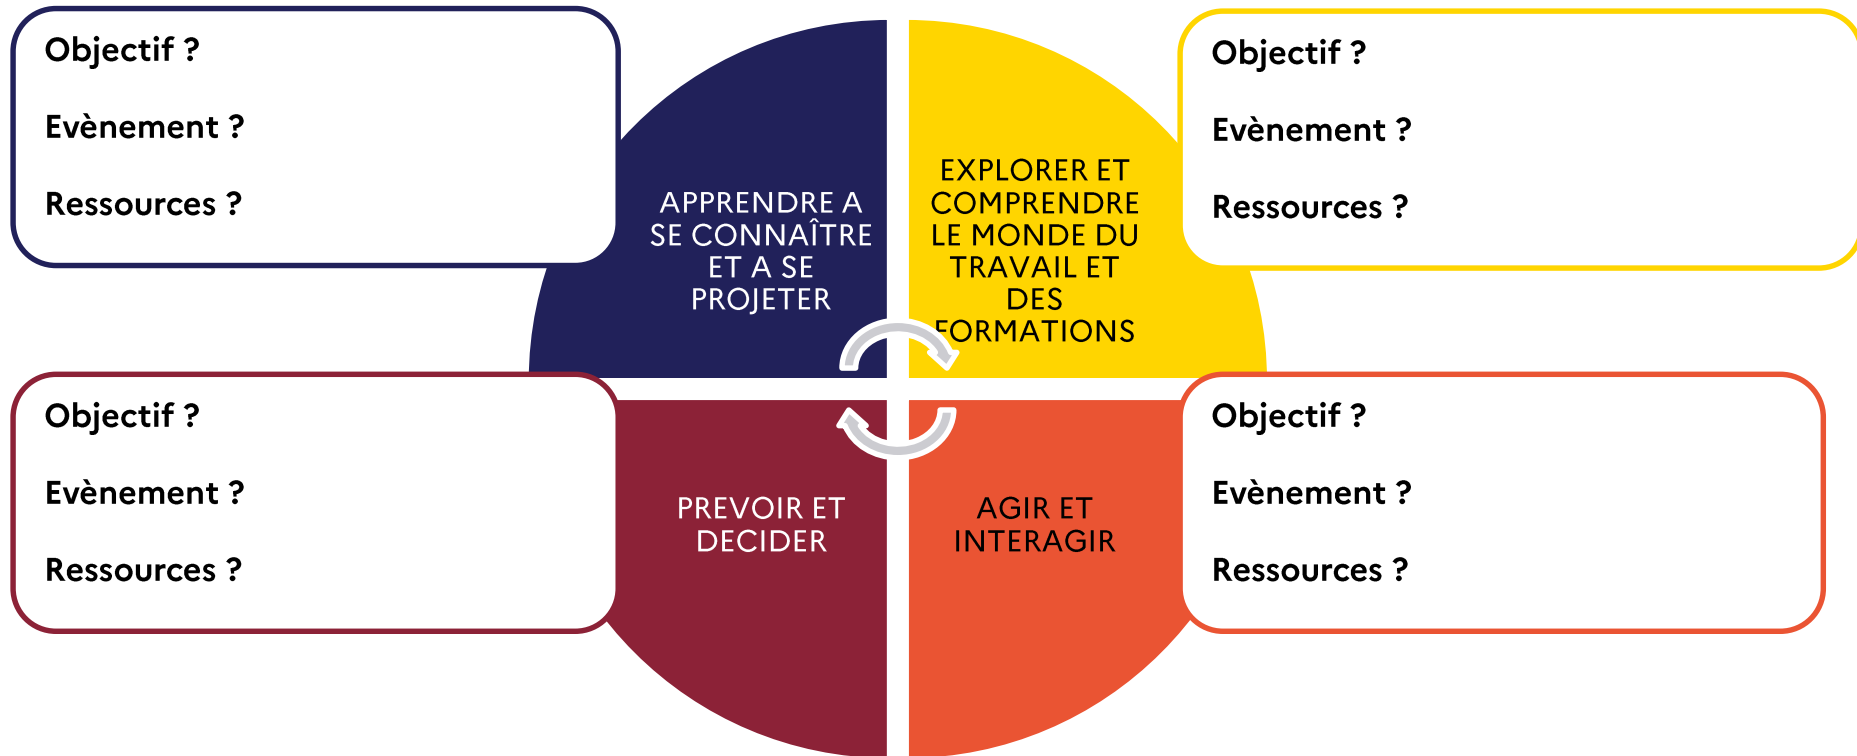 Objectif ?
Evènement ?
Ressources ?
APPRENDRE A
SE CONNAÎTRE
ET A SE
PROJETER
EXPLORER ET
COMPRENDRE
LE MONDE DU
TRAVAIL ET
DES
FORMATIONS
Objectif ?
Evènement ?
Ressources ?
Objectif ?
Evènement ?
Ressources ?
PREVOIR ET
DECIDER
AGIR ET
INTERAGIR
Objectif ?
Evènement ?
Ressources ?